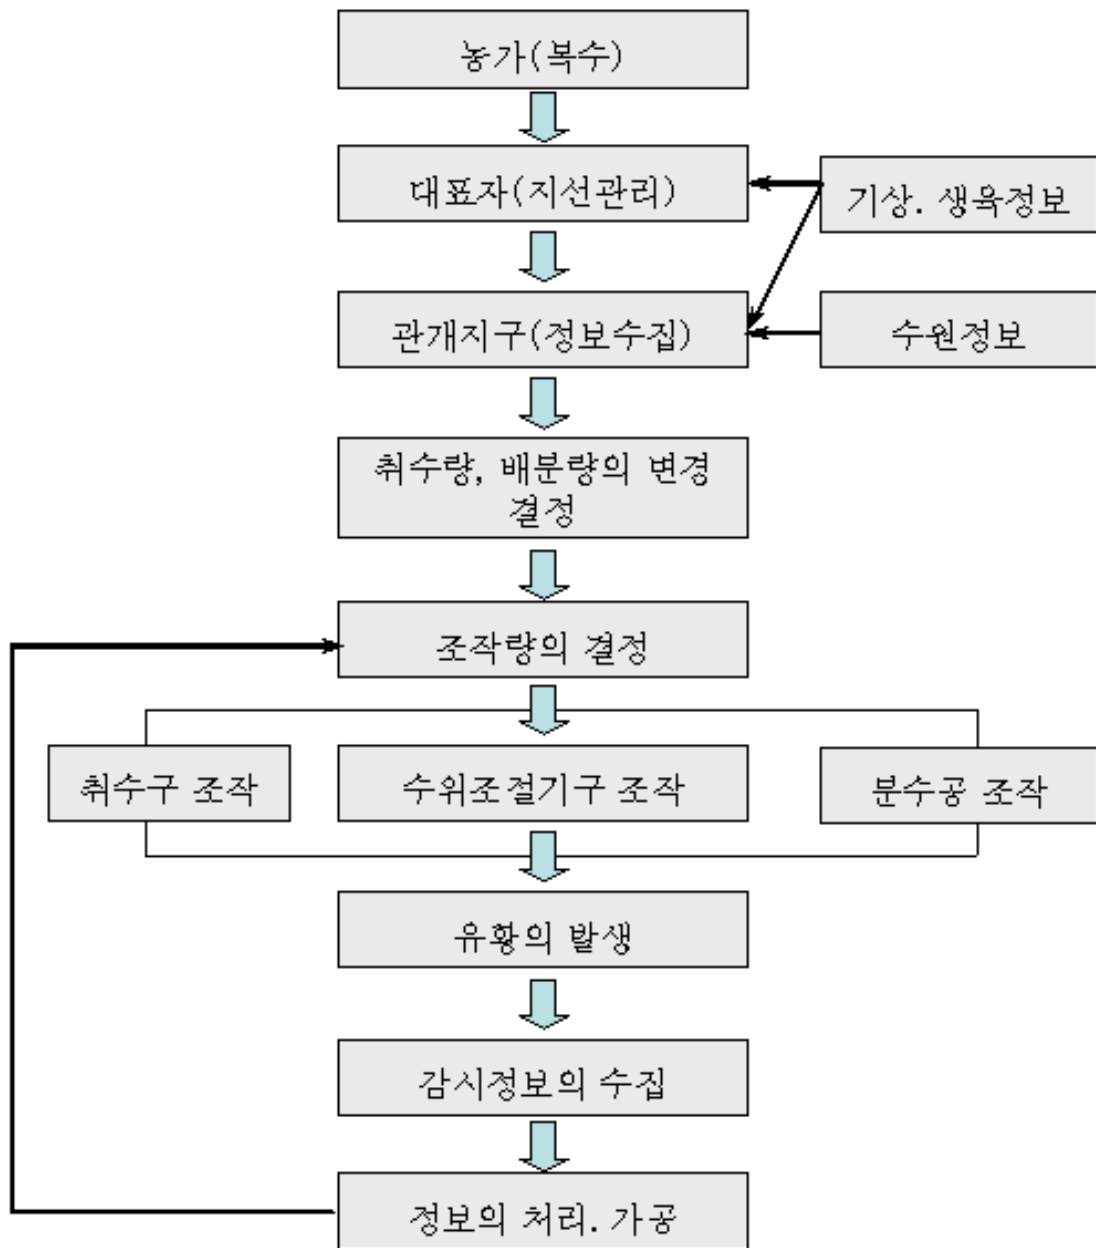 농가(복수)
대표자(지선관리)
기상. 생육정보
관개지구(정보수집)
수원정보
취수량, 배분량의 변경
결정
조작량의 결정
취수구 조작
수위조절기구 조작
분수공 조작
유황의 발생
감시정보의 수집
정보의 처리. 가공